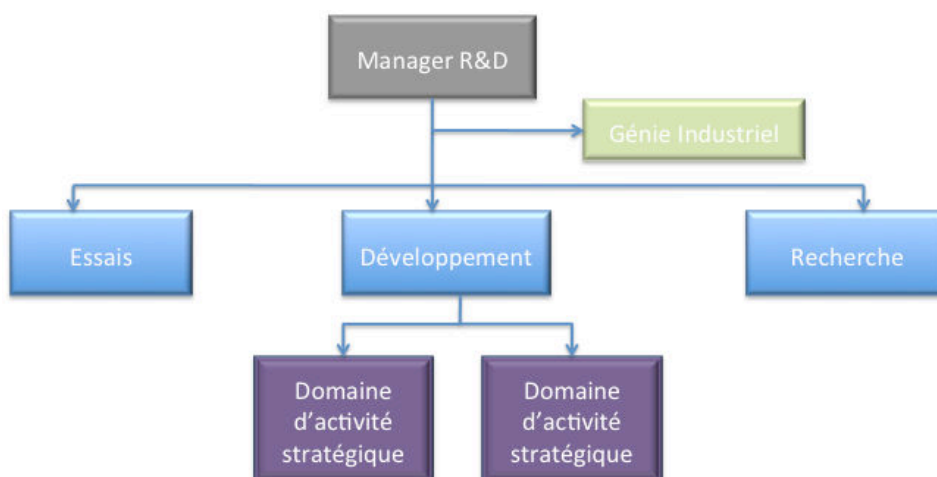 Manager R&D
Génie Industriel
Essais
Développement
Recherche
Domaine
d'activité
stratégique
Domaine
d'activité
stratégique